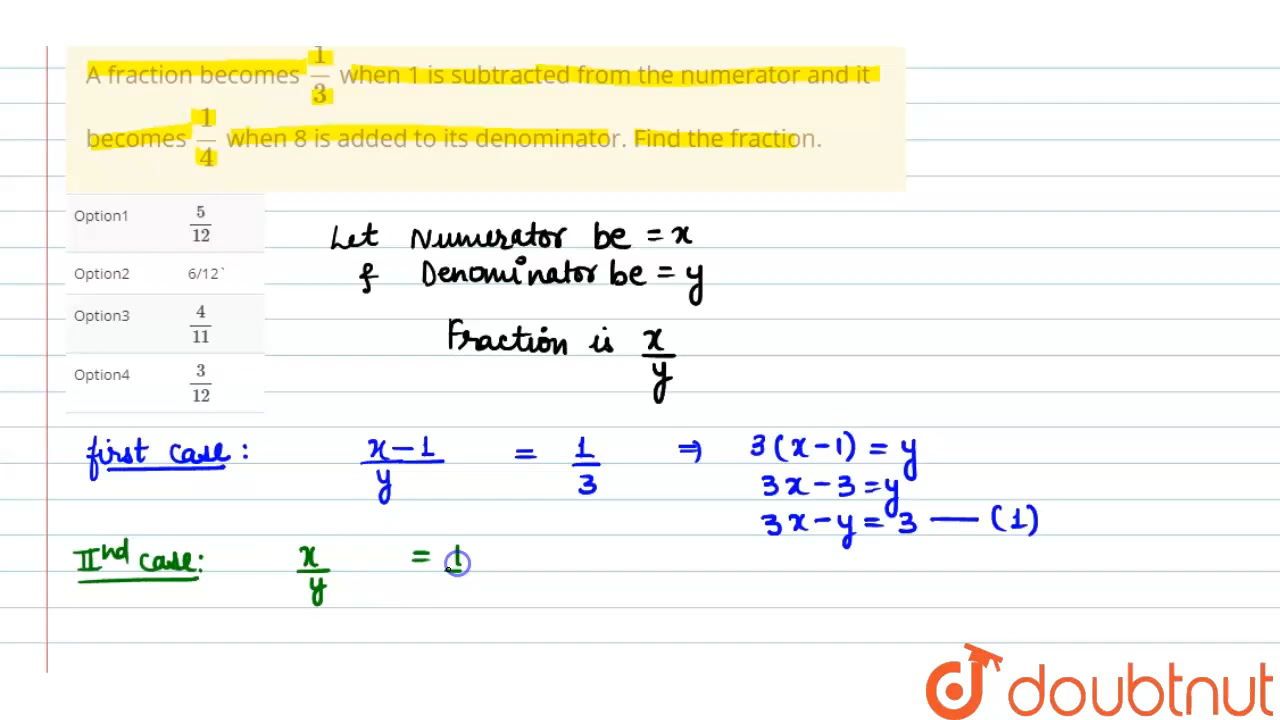 A fraction becomes 1/3 when 1 is subtracted from the numerator and it
becomes 1/4 when 8 is added to its denominator. Find the fraction.
Option1 5/12
Option2 6/12`
Option3 4/11
Option4 3/12
Let Numerator be = x
& Denominator be = y
Fraction is x/y
first case: x-1/y = 1/3 ⇒ 3(x-1) = y
3x-3=y
3x-y= 3 — (1)
IInd case: x/y = 1
doubtnut